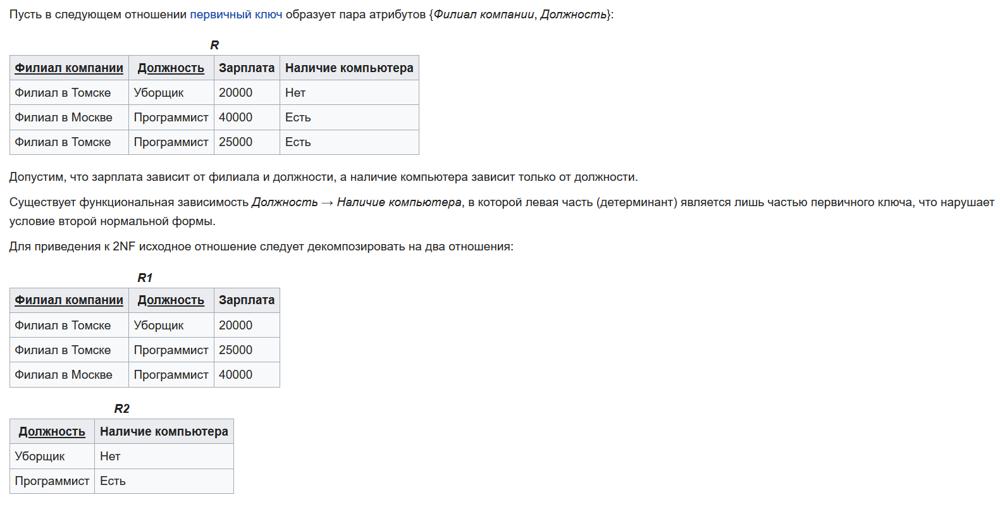 Пусть в следующем отношении первичный ключ образует пара атрибутов {Филиал компании, Должность}:
R
Филиал компании Должность Зарплата Наличие компьютера
Филиал в Томске Уборщик 20000 Нет
Филиал в Москве Программист 40000 Есть
Филиал в Томске Программист 25000 Есть
Допустим, что зарплата зависит от филиала и должности, а наличие компьютера зависит только от должности.
Существует функциональная зависимость Должность → Наличие компьютера, в которой левая часть (детерминант) является лишь частью первичного ключа, что нарушает
условие второй нормальной формы.
Для приведения к 2NF исходное отношение следует декомпозировать на два отношения:
R1
Филиал компании Должность Зарплата
Филиал в Томске Уборщик 20000
Филиал в Томске Программист 25000
Филиал в Москве Программист 40000
R2
Должность Наличие компьютера
Уборщик Нет
Программист Есть